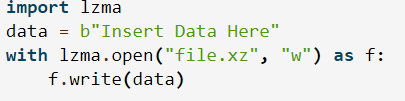 import lzma
data = b"Insert Data Here"
with lzma.open("file.xz", "w") as f:
    f.write(data)